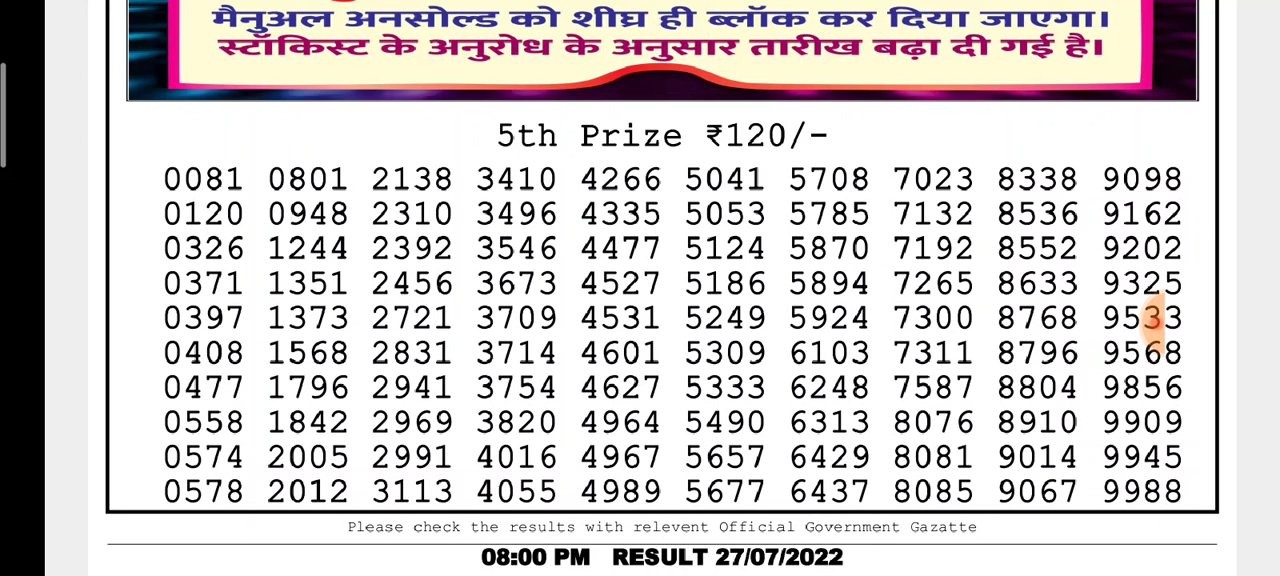 मैनुअल अनसोल्ड को शीघ्र ही ब्लॉक कर दिया जाएगा।
स्टॉकिस्ट के अनुरोध के अनुसार तारीख बढ़ा दी गई है।
5th Prize ₹120/-
0081 0801 2138 3410 4266 5041 5708 7023 8338 9098
0120 0948 2310 3496 4335 5053 5785 7132 8536 9162
0326 1244 2392 3546 4477 5124 5870 7192 8552 9202
0371 1351 2456 3673 4527 5186 5894 7265 8633 9325
0397 1373 2721 3709 4531 5249 5924 7300 8768 9533
0408 1568 2831 3714 4601 5309 6103 7311 8796 9568
0477 1796 2941 3754 4627 5333 6248 7587 8804 9856
0558 1842 2969 3820 4964 5490 6313 8076 8910 9909
0574 2005 2991 4016 4967 5657 6429 8081 9014 9945
0578 2012 3113 4055 4989 5677 6437 8085 9067 9988
Please check the results with relevent Official Government Gazatte
08:00 PM RESULT 27/07/2022